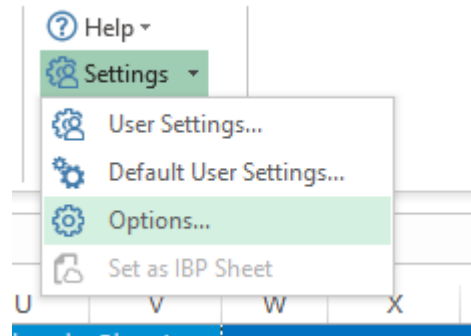 Help
Settings
User Settings...
Default User Settings...
Options...
Set as IBP Sheet
U V W X